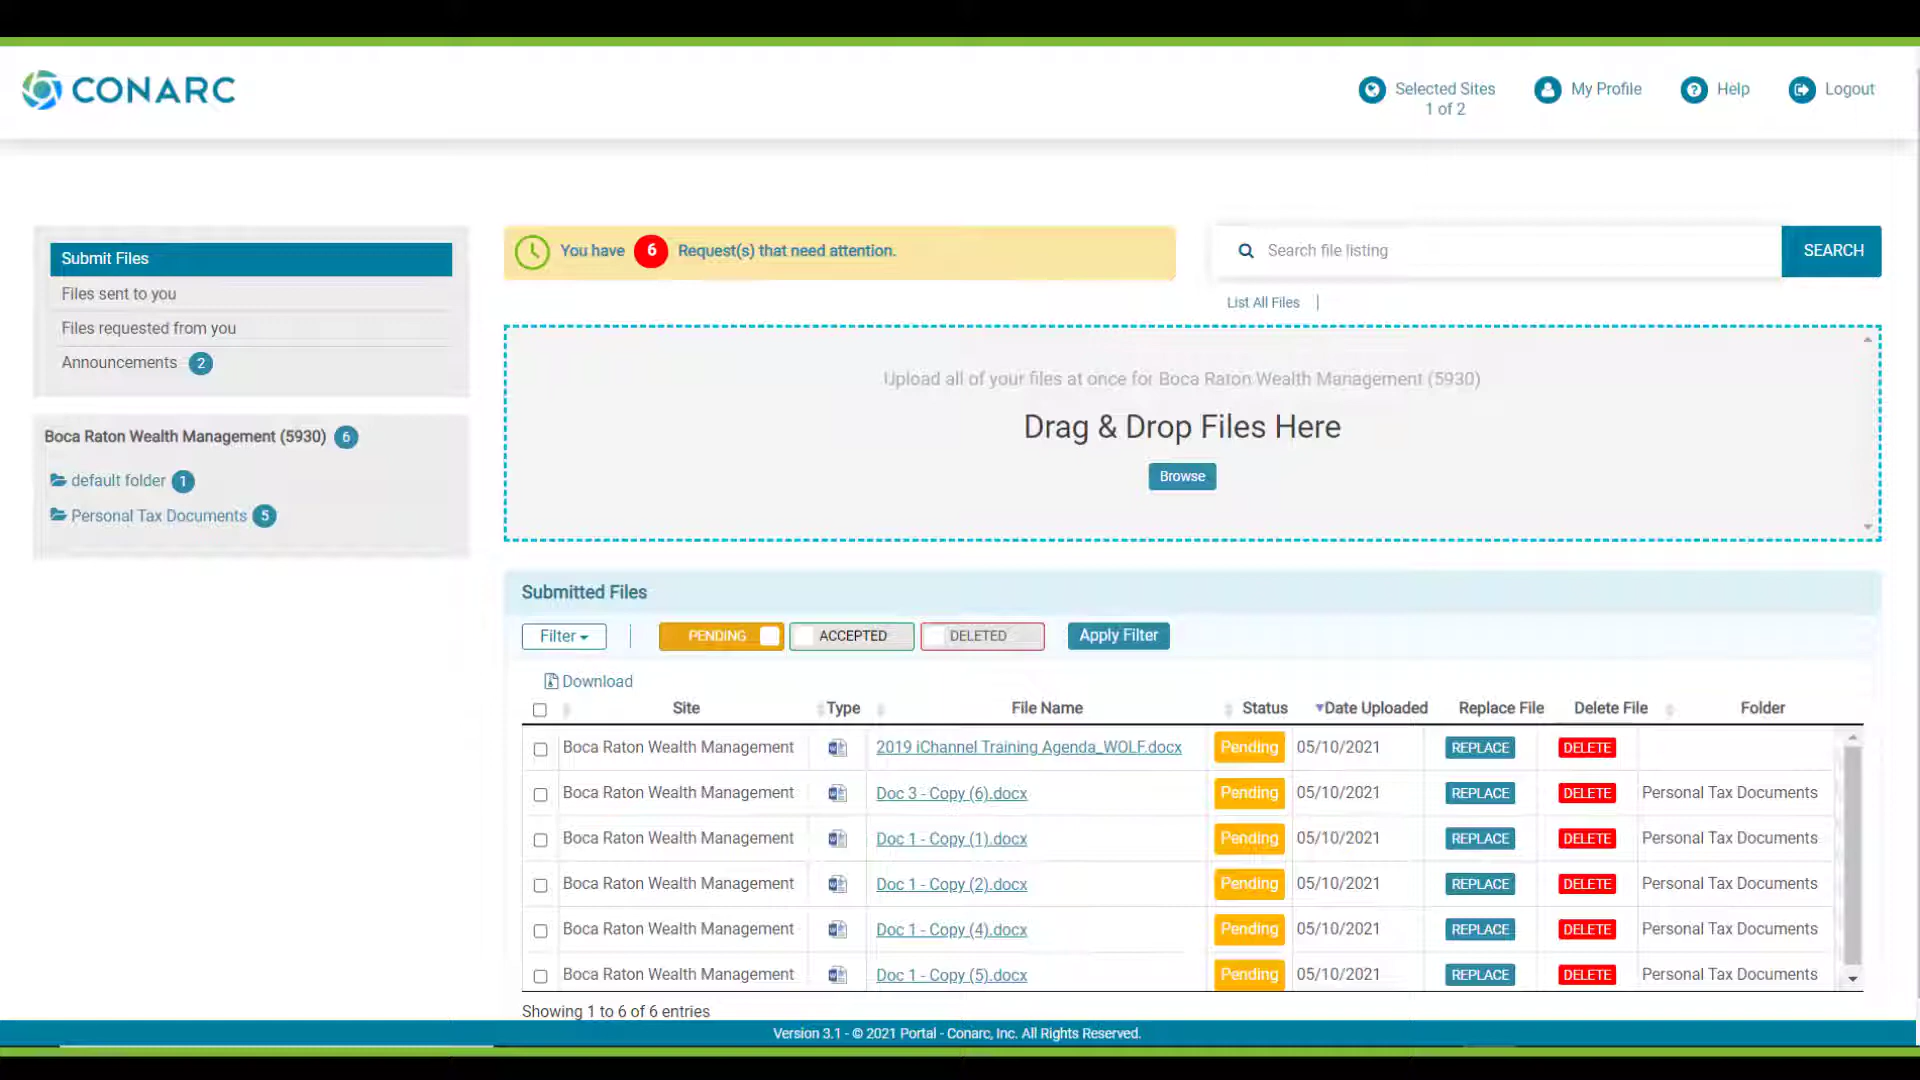 CONARC
Selected Sites
1 of 2
My Profile
Help
Logout
Submit Files
Files sent to you
Files requested from you
Announcements 2
Boca Raton Wealth Management (5930) 6
default folder 1
Personal Tax Documents 5
You have 6 Request(s) that need attention.
Search file listing
SEARCH
List All Files |
Upload all of your files at once for Boca Raton Wealth Management (5930)
Drag & Drop Files Here
Browse
Submitted Files
Filter | PENDING ACCEPTED DELETED Apply Filter
Download
Site Type File Name Status Date Uploaded Replace File Delete File Folder
Boca Raton Wealth Management 2019 iChannel Training Agenda_WOLF.docx Pending 05/10/2021 REPLACE DELETE
Boca Raton Wealth Management Doc 3 - Copy (6).docx Pending 05/10/2021 REPLACE DELETE Personal Tax Documents
Boca Raton Wealth Management Doc 1 - Copy (1).docx Pending 05/10/2021 REPLACE DELETE Personal Tax Documents
Boca Raton Wealth Management Doc 1 - Copy (2).docx Pending 05/10/2021 REPLACE DELETE Personal Tax Documents
Boca Raton Wealth Management Doc 1 - Copy (4).docx Pending 05/10/2021 REPLACE DELETE Personal Tax Documents
Boca Raton Wealth Management Doc 1 - Copy (5).docx Pending 05/10/2021 REPLACE DELETE Personal Tax Documents
Showing 1 to 6 of 6 entries
Version 3.1 - © 2021 Portal - Conarc, Inc. All Rights Reserved.